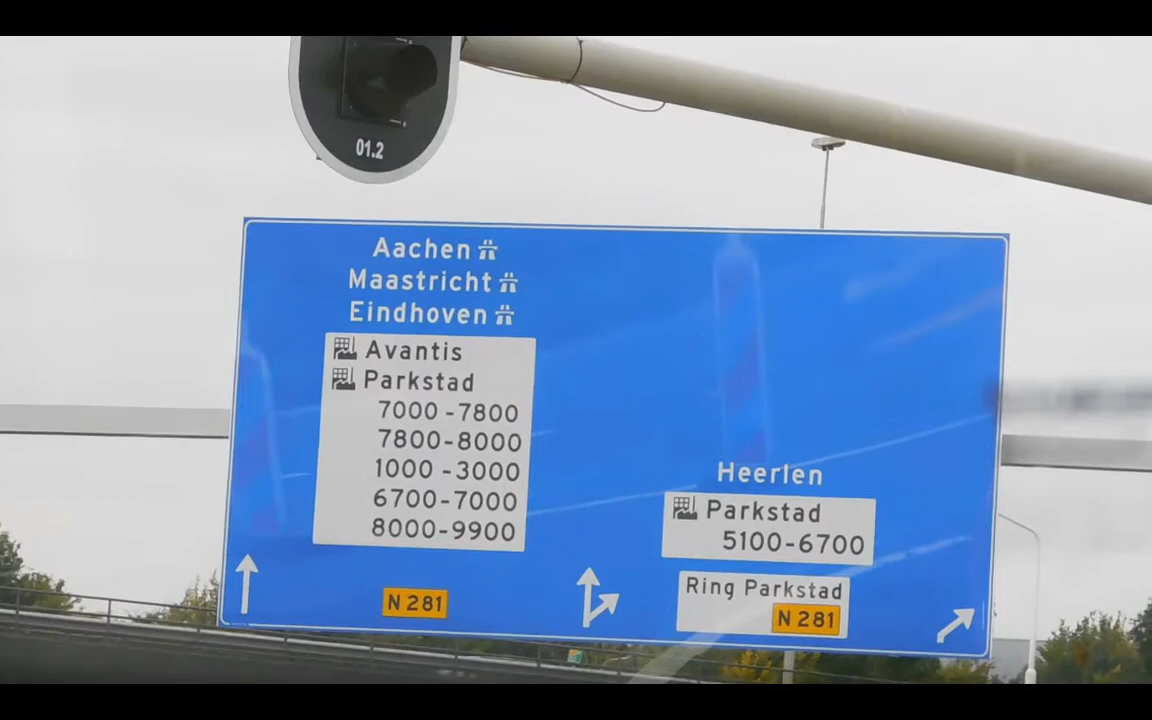 01.2
Aachen
Maastricht
Eindhoven
Avantis
Parkstad
7000-7800
7800-8000
1000-3000
6700-7000
8000-9900
N 281
Heerlen
Parkstad
5100-6700
Ring Parkstad
N 281